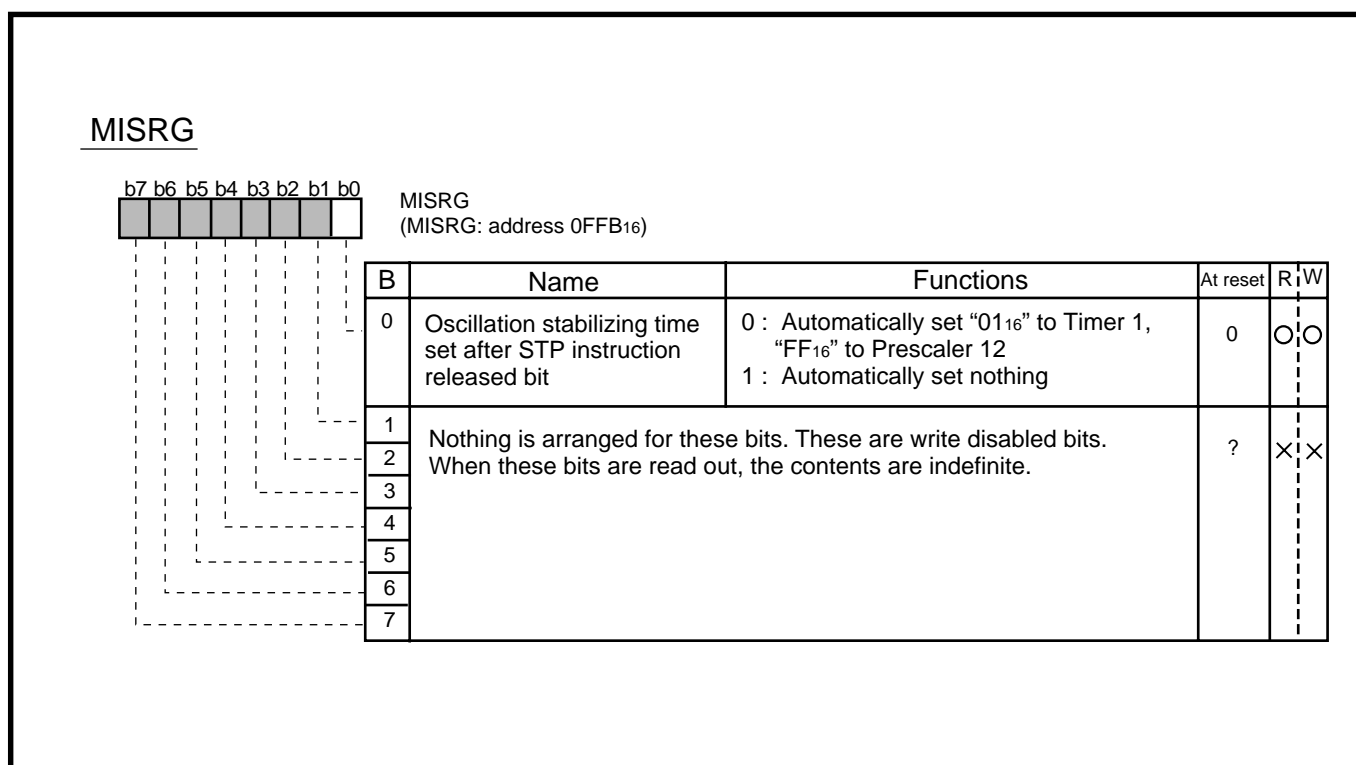 MISRG
b7 b6 b5 b4 b3 b2 b1 b0
MISRG
(MISRG: address 0FFB16)
B Name Functions At reset R W
0 Oscillation stabilizing time set after STP instruction released bit 0 : Automatically set “0116” to Timer 1, “FF16” to Prescaler 12 1 : Automatically set nothing 0 O O
1
2
3
4
5
6
7
Nothing is arranged for these bits. These are write disabled bits.
When these bits are read out, the contents are indefinite.
? × ×